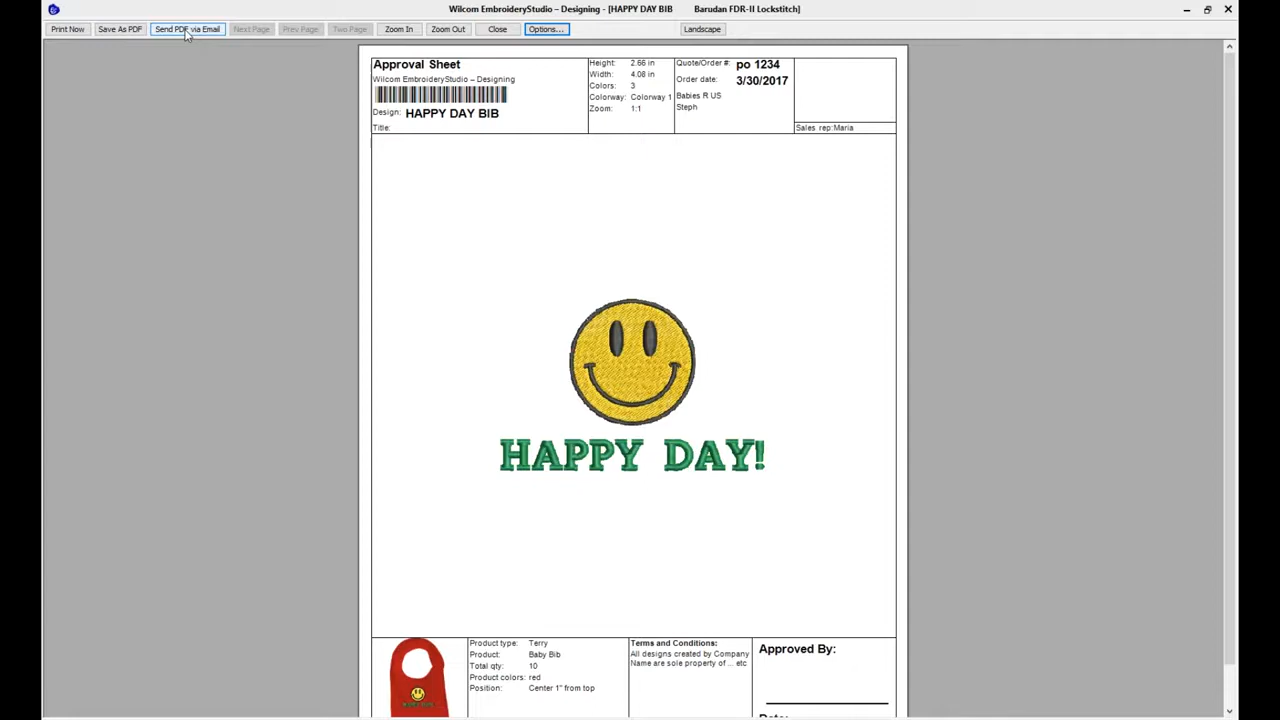 Wilcom EmbroideryStudio – Designing - [HAPPY DAY BIB Barudan FDR-II Lockstitch]
Print Now Save As PDF Send PDF via Email Next Page Prev Page Two Page Zoom In Zoom Out Close Options... Landscape
Approval Sheet
Wilcom EmbroideryStudio – Designing
Design: HAPPY DAY BIB
Title:
Height: 2.66 in
Width: 4.08 in
Colors: 3
Colorway: Colorway 1
Zoom: 1:1
Quote/Order #: po 1234
Order date: 3/30/2017
Babies R US
Steph
Sales rep:Maria
HAPPY DAY!
HAPPY DAY!
Product type: Terry
Product: Baby Bib
Total qty: 10
Product colors: red
Position: Center 1" from top
Terms and Conditions:
All designs created by Company
Name are sole property of ... etc
Approved By:
Date: